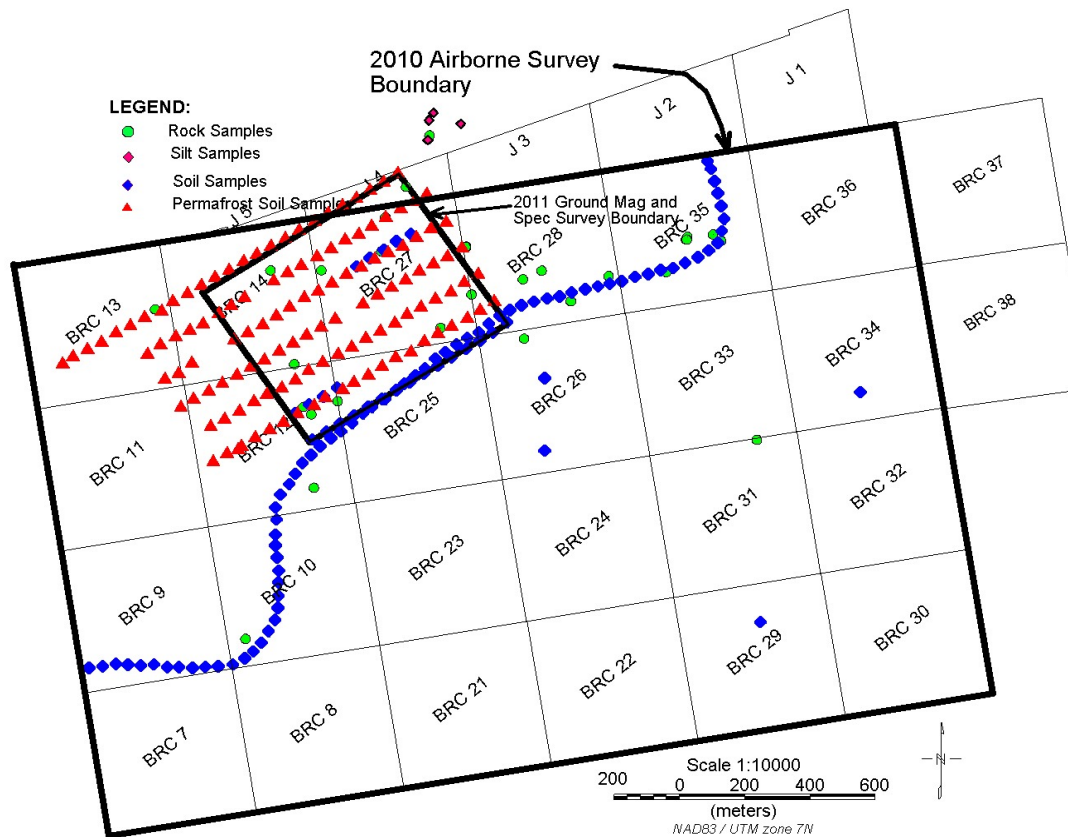 J 1
2010 Airborne Survey
Boundary
J 2
LEGEND:
Rock Samples
Silt Samples
Soil Samples
Permafrost Soil Samples
J 3
J 4
J 5
2011 Ground Mag and
Spec Survey Boundary
BRC 37
BRC 36
BRC 35
BRC 28
BRC 27
BRC 14
BRC 13
BRC 38
BRC 34
BRC 33
BRC 26
BRC 25
BRC 12
BRC 11
BRC 32
BRC 31
BRC 24
BRC 23
BRC 10
BRC 9
BRC 30
BRC 29
BRC 22
BRC 21
BRC 8
BRC 7
Scale 1:10000
200 0 200 400 600
(meters)
NAD83 / UTM zone 7N
N